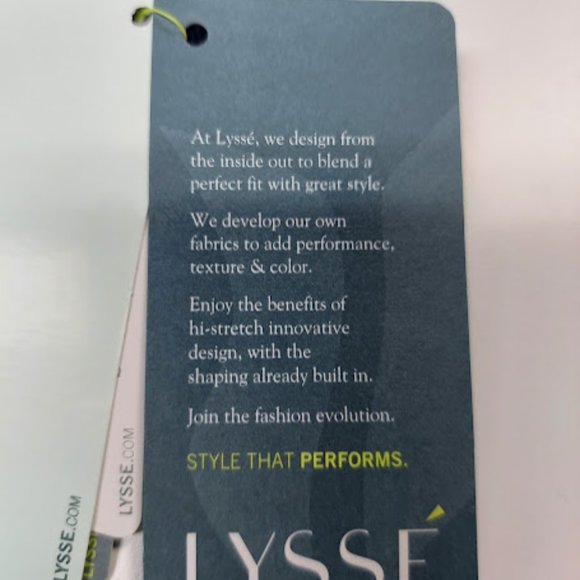 At Lyssé, we design from
the inside out to blend a
perfect fit with great style.
We develop our own
fabrics to add performance,
texture & color.
Enjoy the benefits of
hi-stretch innovative
design, with the
shaping already built in.
Join the fashion evolution.
STYLE THAT PERFORMS.
LYSSÉ
LYSSE.COM
LYSSE.COM
LYSS